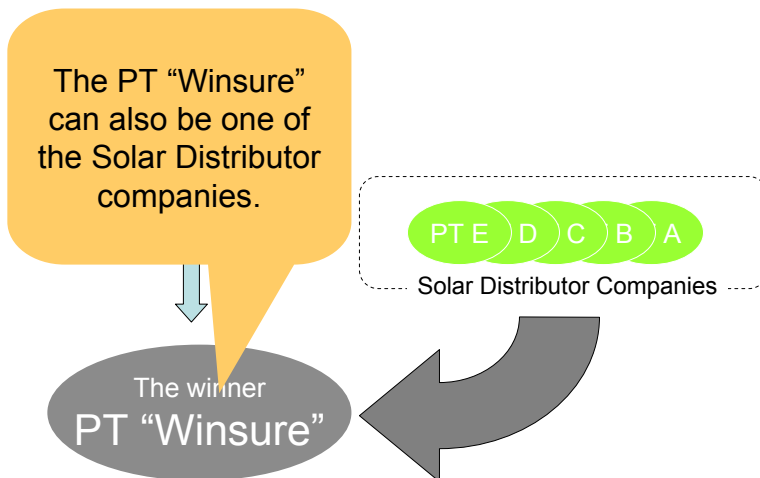 The PT “Winsure”
can also be one of
the Solar Distributor
companies.
PT E D C B A
Solar Distributor Companies
The winner
PT “Winsure”